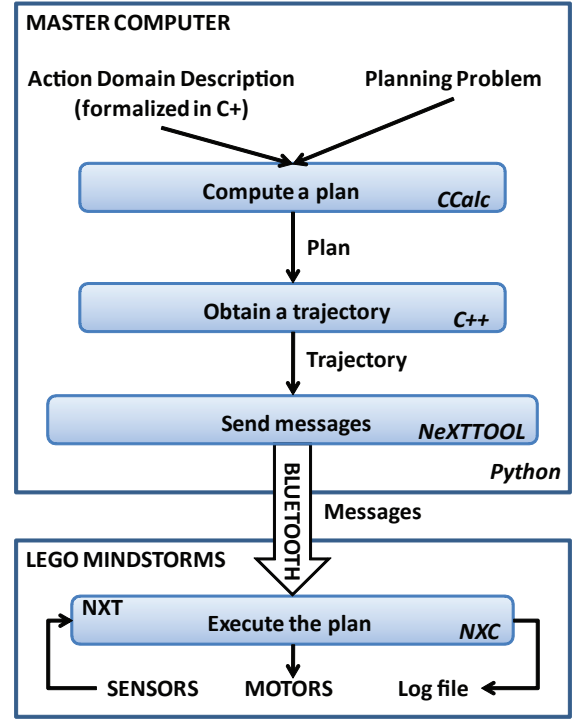 MASTER COMPUTER
Action Domain Description
(formalized in C+)
Planning Problem
Compute a plan
CCalc
Plan
Obtain a trajectory
C++
Trajectory
Send messages
NeXTTOOL
Python
BLUETOOTH
Messages
LEGO MINDSTORMS
NXT
Execute the plan
NXC
SENSORS
MOTORS
Log file